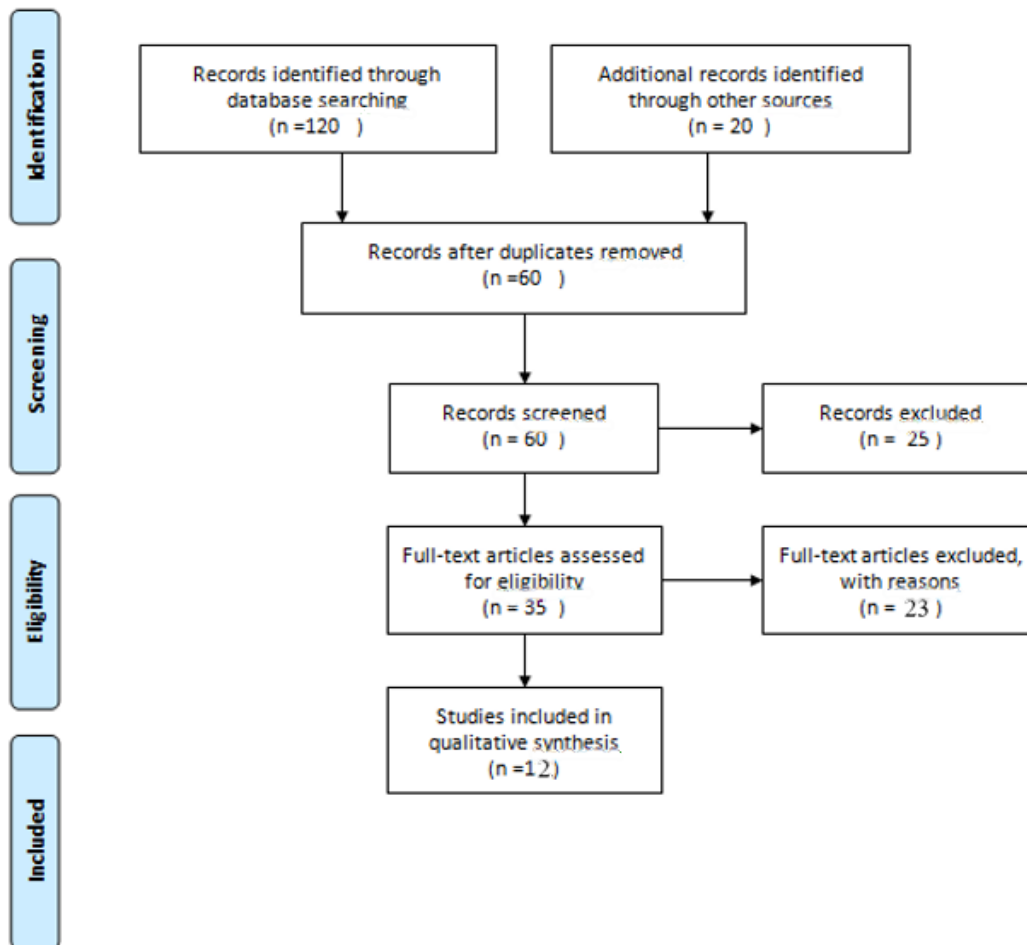 Identification
Records identified through
database searching
(n =120   )
Additional records identified
through other sources
(n = 20   )
Records after duplicates removed
(n =60   )
Screening
Records screened
(n = 60   )
Records excluded
(n =  25 )
Eligibility
Full-text articles assessed
for eligibility
(n = 35   )
Full-text articles excluded,
with reasons
(n = 23 )
Studies included in
qualitative synthesis
(n =12)
Included